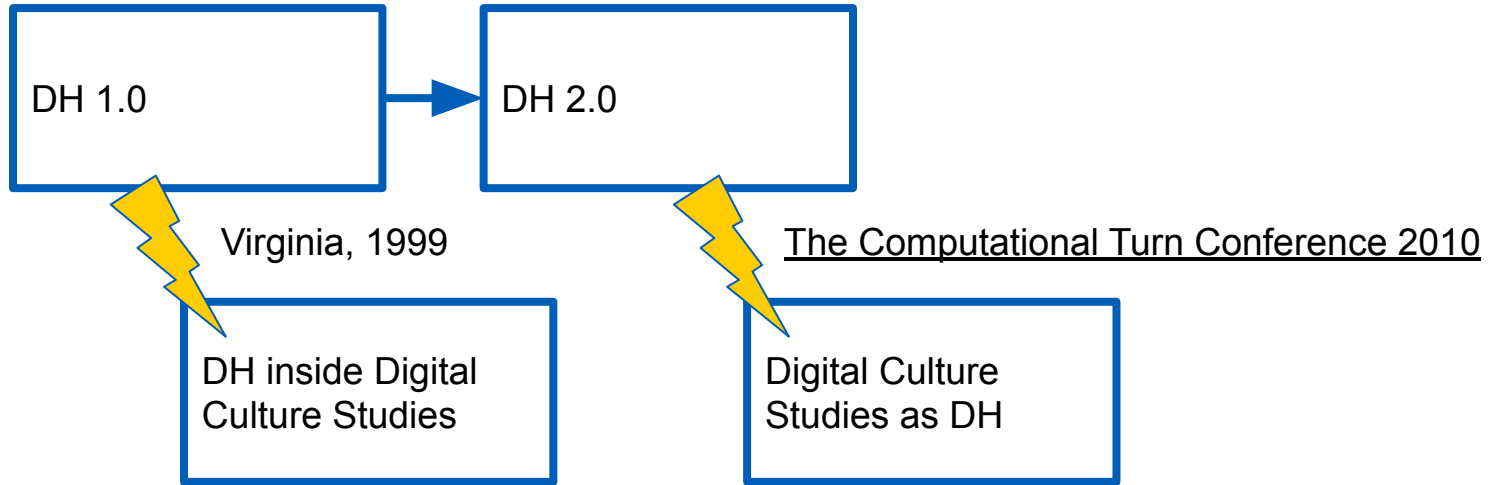 DH 1.0
DH 2.0
Virginia, 1999
The Computational Turn Conference 2010
DH inside Digital
Culture Studies
Digital Culture
Studies as DH